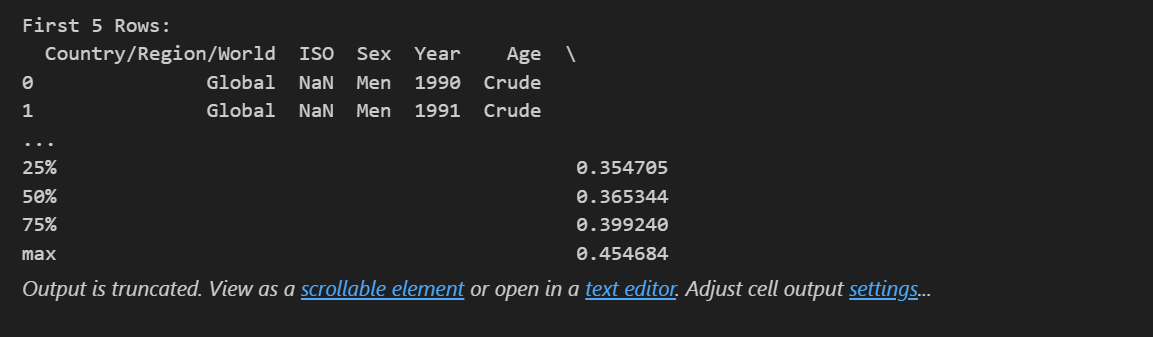 First 5 Rows:
Country/Region/World ISO Sex Year Age \
0 Global NaN Men 1990 Crude
1 Global NaN Men 1991 Crude
...
25% 0.354705
50% 0.365344
75% 0.399240
max 0.454684
Output is truncated. View as a scrollable element or open in a text editor. Adjust cell output settings...